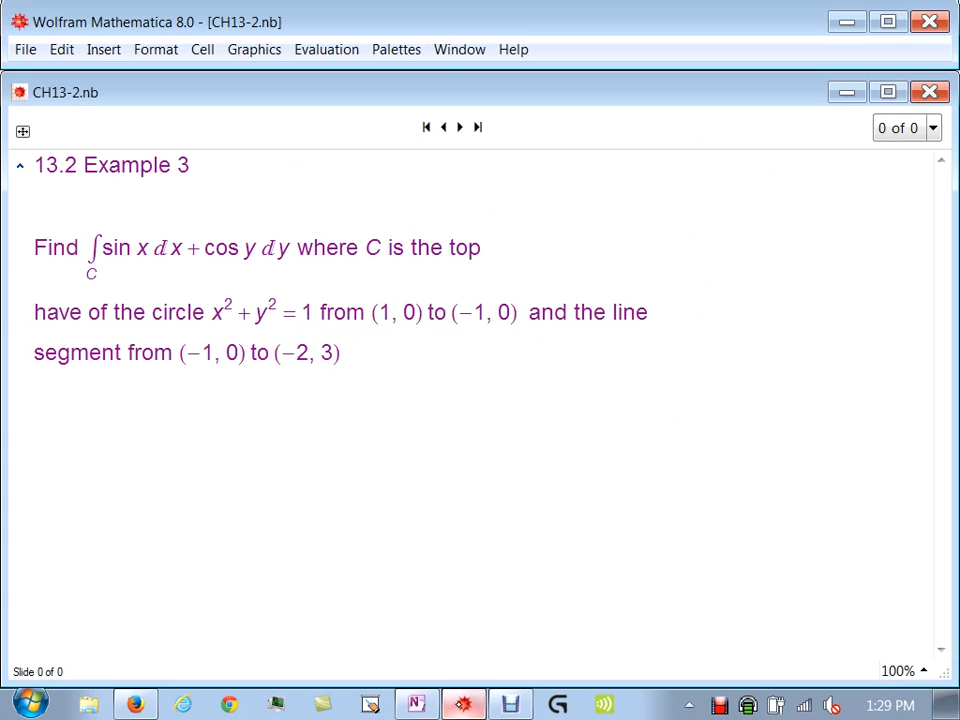 Wolfram Mathematica 8.0 - [CH13-2.nb]
File Edit Insert Format Cell Graphics Evaluation Palettes Window Help
CH13-2.nb
0 of 0
13.2 Example 3
Find ∫ sin x d x + cos y d y where C is the top
C
have of the circle x² + y² = 1 from (1, 0) to (−1, 0) and the line
segment from (−1, 0) to (−2, 3)
Slide 0 of 0
100%
1:29 PM